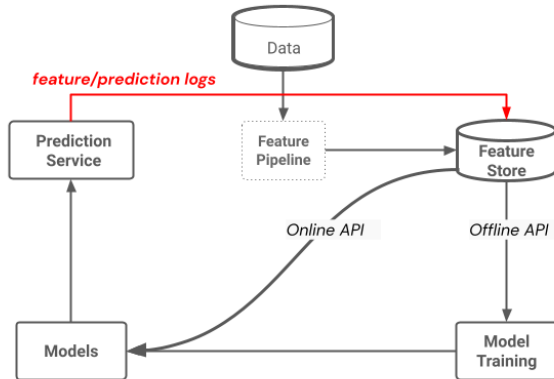 Data
feature/prediction logs
Prediction
Service
Feature
Pipeline
Feature
Store
Online API
Offline API
Models
Model
Training